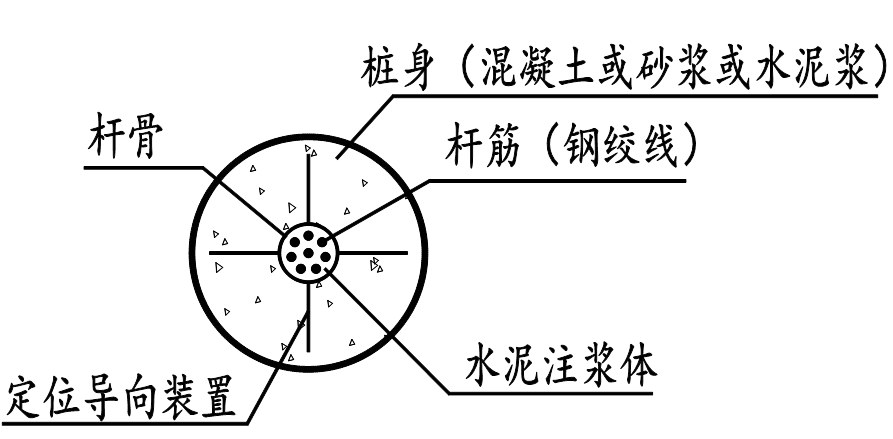 桩身（混凝土或砂浆或水泥浆）
杆骨
杆筋（钢绞线）
水泥注浆体
定位导向装置